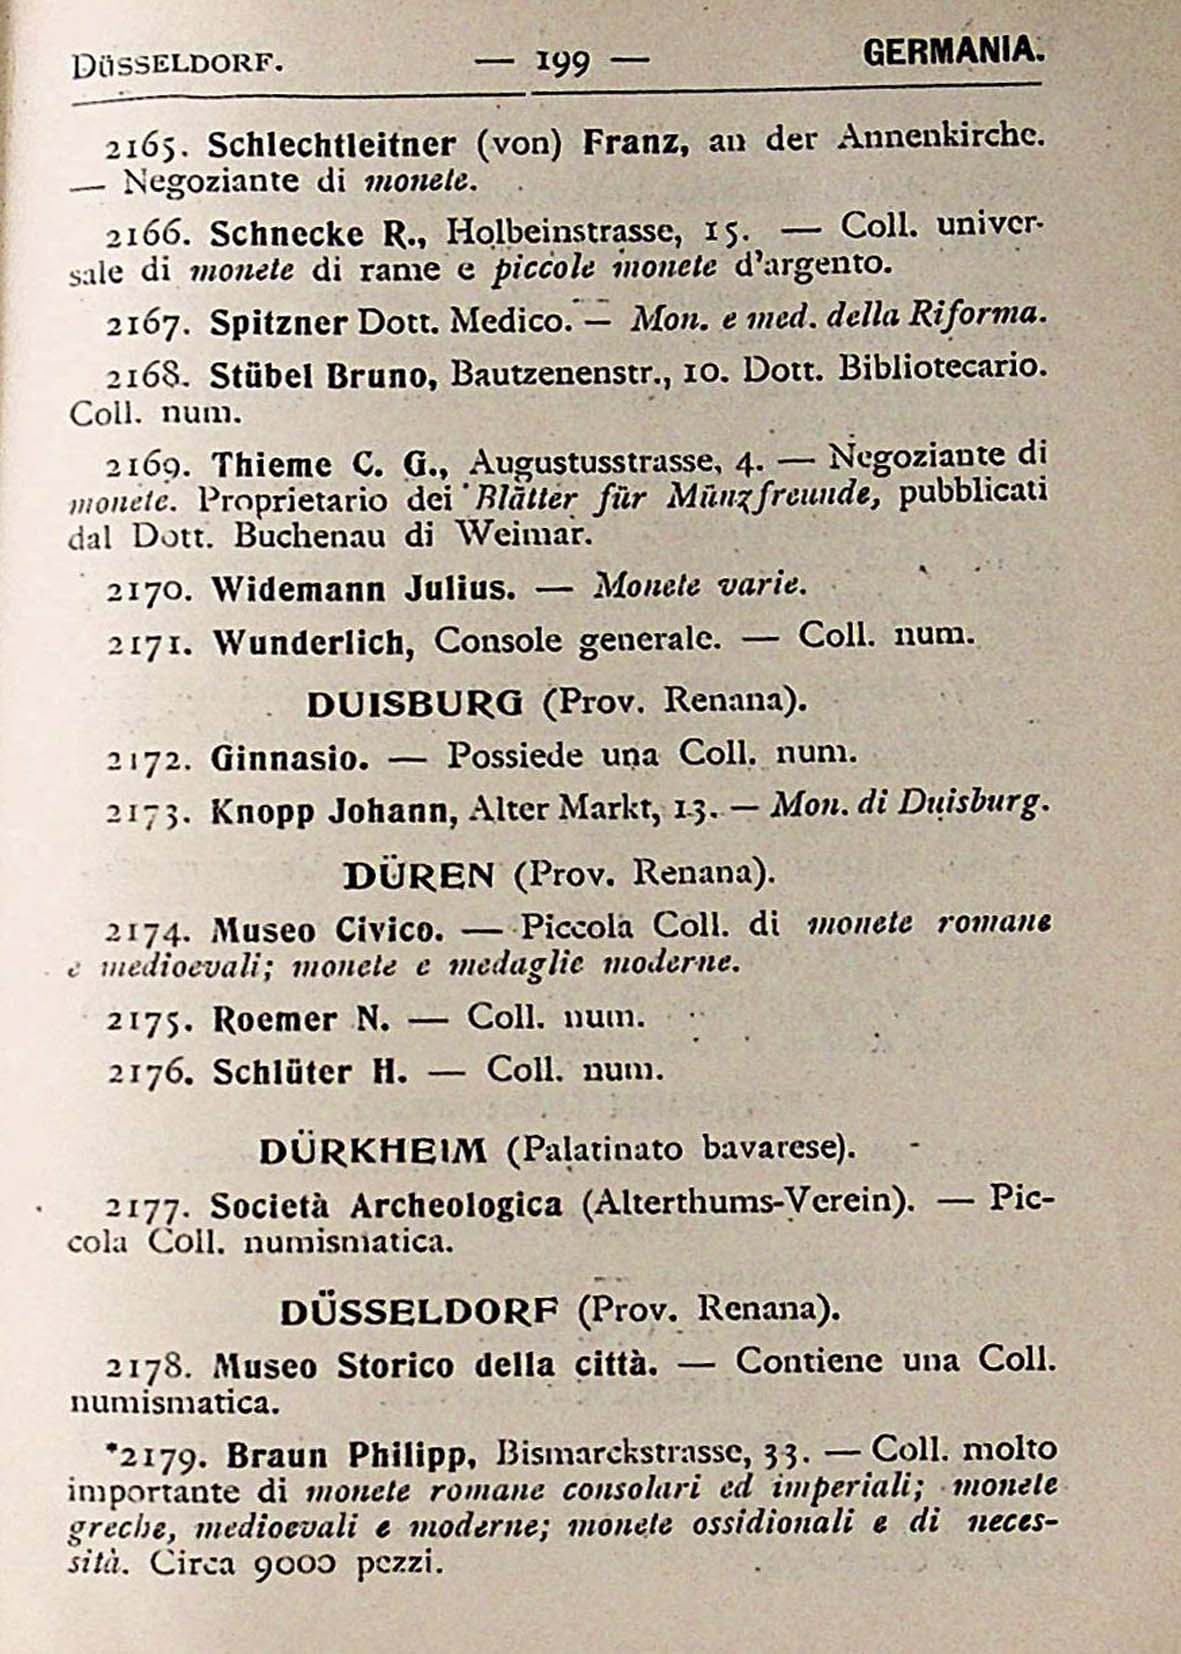 DÜSSELDORF. — 199 — GERMANIA.
2165. Schlechtleitner (von) Franz, an der Annenkirche.
— Negoziante di monete.
2166. Schnecke R., Holbeinstrasse, 15. — Coll. univer-
sale di monete di rame e piccole monete d'argento.
2167. Spitzner Dott. Medico. — Mon. e med. della Riforma.
2168. Stübel Bruno, Bautzenenstr., 10. Dott. Bibliotecario.
Coll. num.
2169. Thieme C. G., Augustusstrasse, 4. — Negoziante di
monete. Proprietario dei Blätter für Münzfreunde, pubblicati
dal Dott. Buchenau di Weimar.
2170. Widemann Julius. — Monete varie.
2171. Wunderlich, Console generale. — Coll. num.
DUISBURG (Prov. Renana).
2172. Ginnasio. — Possiede una Coll. num.
2173. Knopp Johann, Alter Markt, 13. — Mon. di Duisburg.
DÜREN (Prov. Renana).
2174. Museo Civico. — Piccola Coll. di monete romane
e medioevali; monete e medaglie moderne.
2175. Roemer N. — Coll. num.
2176. Schlüter H. — Coll. num.
DÜRKHEIM (Palatinato bavarese).
2177. Società Archeologica (Alterthums-Verein). — Pic-
cola Coll. numismatica.
DÜSSELDORF (Prov. Renana).
2178. Museo Storico della città. — Contiene una Coll.
numismatica.
*2179. Braun Philipp, Bismarckstrasse, 33. — Coll. molto
importante di monete romane consolari ed imperiali; monete
greche, medioevali e moderne; monete ossidionali e di neces-
sità. Circa 9000 pezzi.